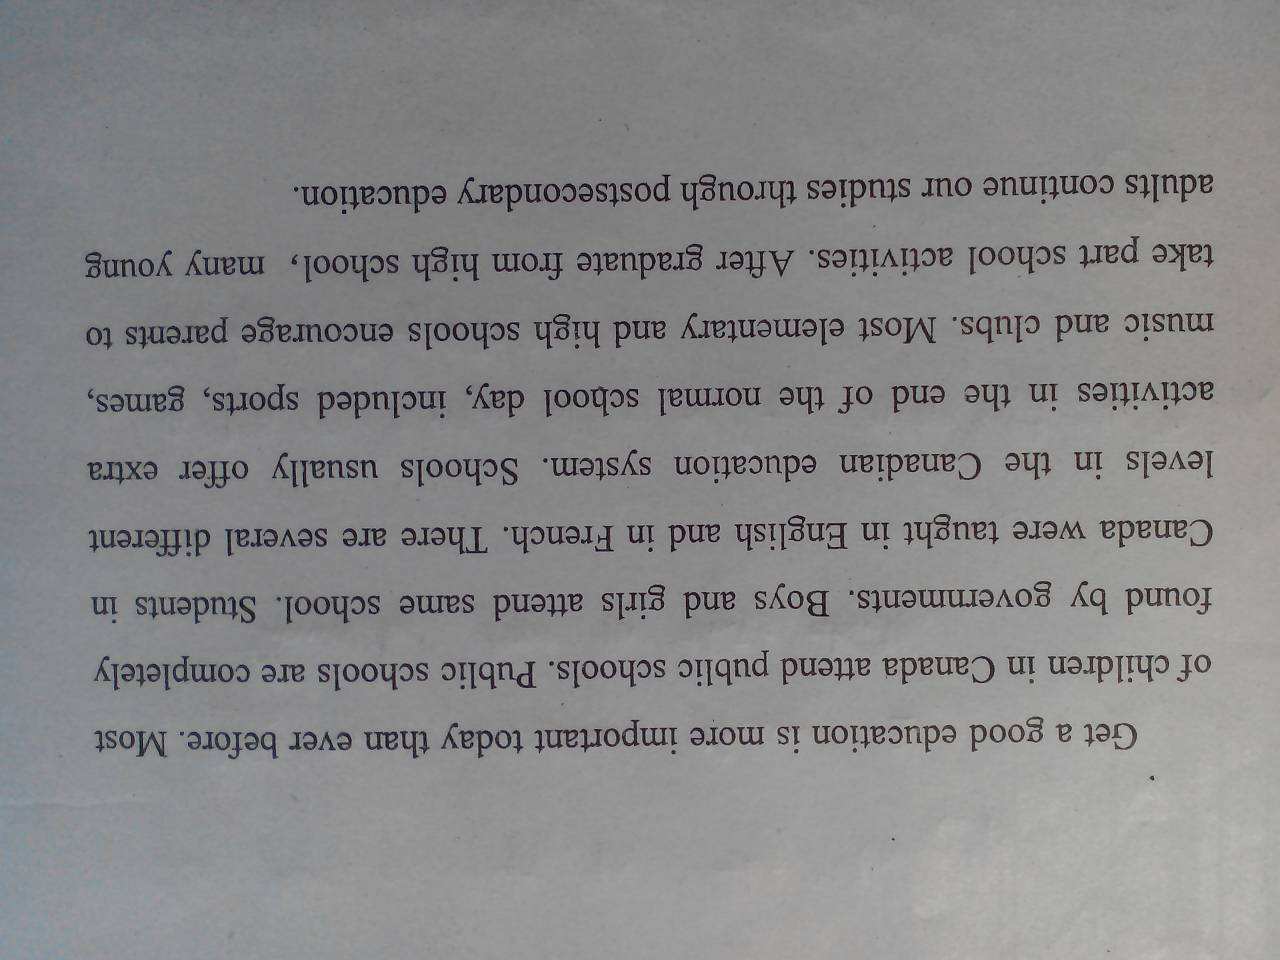 Get a good education is more important today than ever before. Most
of children in Canada attend public schools. Public schools are completely
found by governments. Boys and girls attend same school. Students in
Canada were taught in English and in French. There are several different
levels in the Canadian education system. Schools usually offer extra
activities in the end of the normal school day, included sports, games,
music and clubs. Most elementary and high schools encourage parents to
take part school activities. After graduate from high school，many young
adults continue our studies through postsecondary education.